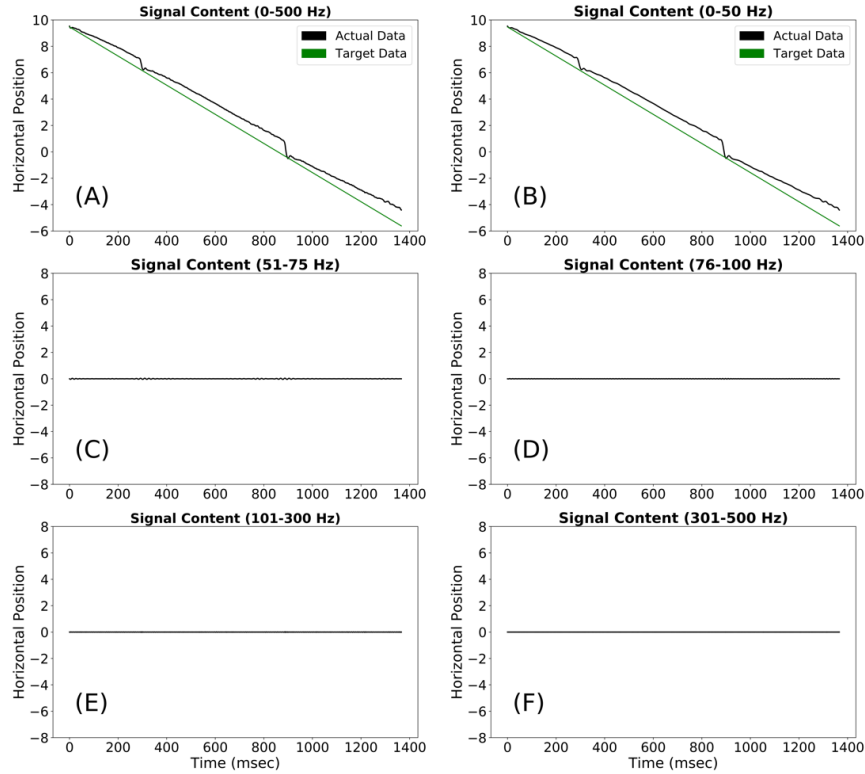 Signal Content (0-500 Hz)
Horizontal Position
10
8
6
4
2
0
−2
−4
−6
Actual Data
Target Data
(A)
0 200 400 600 800 1000 1200 1400
Signal Content (0-50 Hz)
Horizontal Position
10
8
6
4
2
0
−2
−4
−6
Actual Data
Target Data
(B)
0 200 400 600 800 1000 1200 1400
Signal Content (51-75 Hz)
Horizontal Position
8
6
4
2
0
−2
−4
−6
−8
(C)
0 200 400 600 800 1000 1200 1400
Signal Content (76-100 Hz)
Horizontal Position
8
6
4
2
0
−2
−4
−6
−8
(D)
0 200 400 600 800 1000 1200 1400
Signal Content (101-300 Hz)
Horizontal Position
8
6
4
2
0
−2
−4
−6
−8
(E)
0 200 400 600 800 1000 1200 1400
Time (msec)
Signal Content (301-500 Hz)
Horizontal Position
8
6
4
2
0
−2
−4
−6
−8
(F)
0 200 400 600 800 1000 1200 1400
Time (msec)